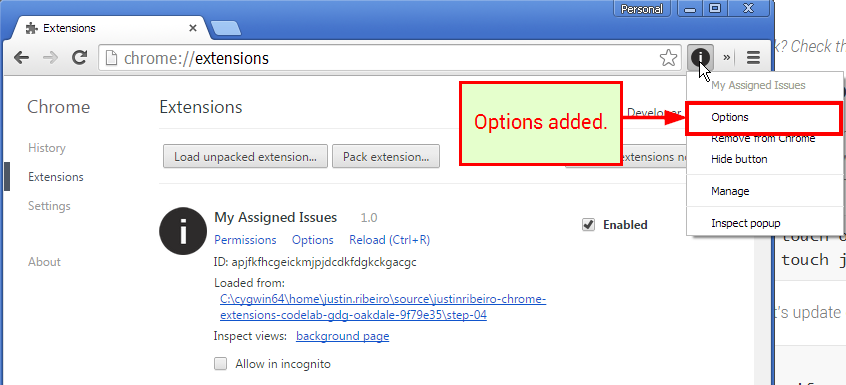 Personal
Extensions
chrome://extensions
»
k? Check th
My Assigned Issues
Options
Remove from Chrome
Hide button
Manage
Inspect popup
Options added.
Chrome
History
Extensions
Settings
About
Extensions
Developer
Load unpacked extension...
Pack extension...
extensions no
My Assigned Issues 1.0
Enabled
Permissions Options Reload (Ctrl+R)
ID: apjfkfhcgeickmjpjdcdkfdgkckgacgc
Loaded from:
C:\cygwin64\home\justin.ribeiro\source\justinribeiro-chrome-
extensions-codelab-gdg-oakdale-9f79e35\step-04
Inspect views: background page
Allow in incognito
touch
touch j
t's update